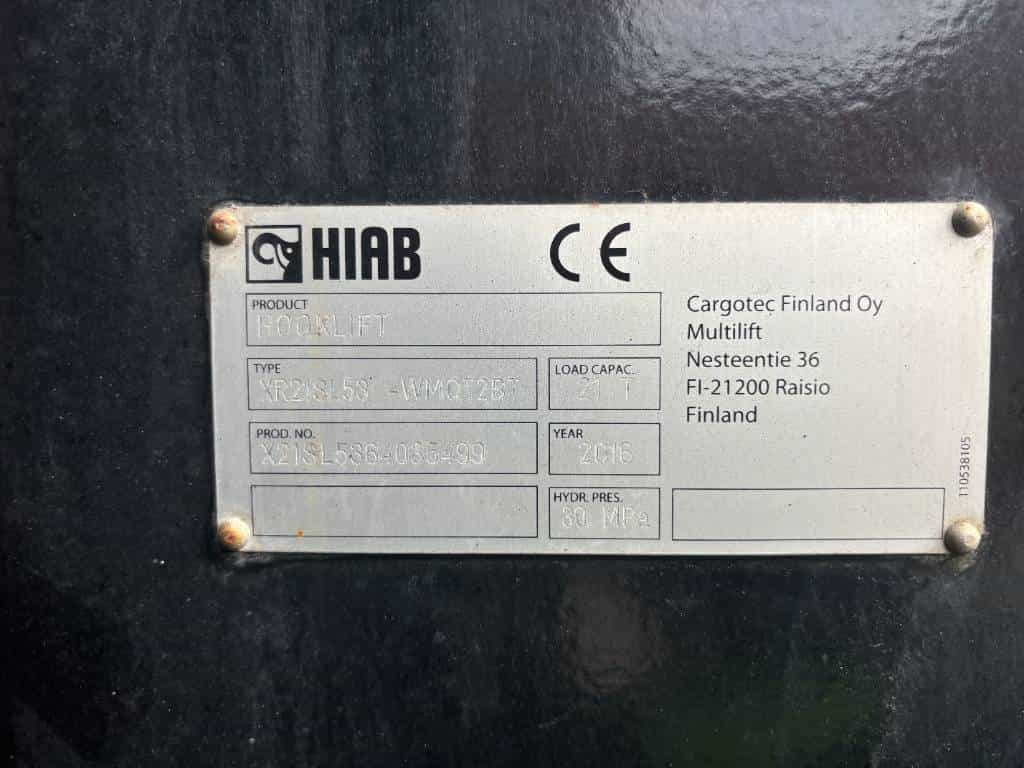 HIAB CE
PRODUCT
HOOKLIFT
TYPE
LOAD CAPAC.
21 T
PROD. NO.
YEAR
2016
HYDR. PRES.
30 MPa
Cargotec Finland Oy
Multilift
Nesteentie 36
FI-21200 Raisio
Finland
110538105